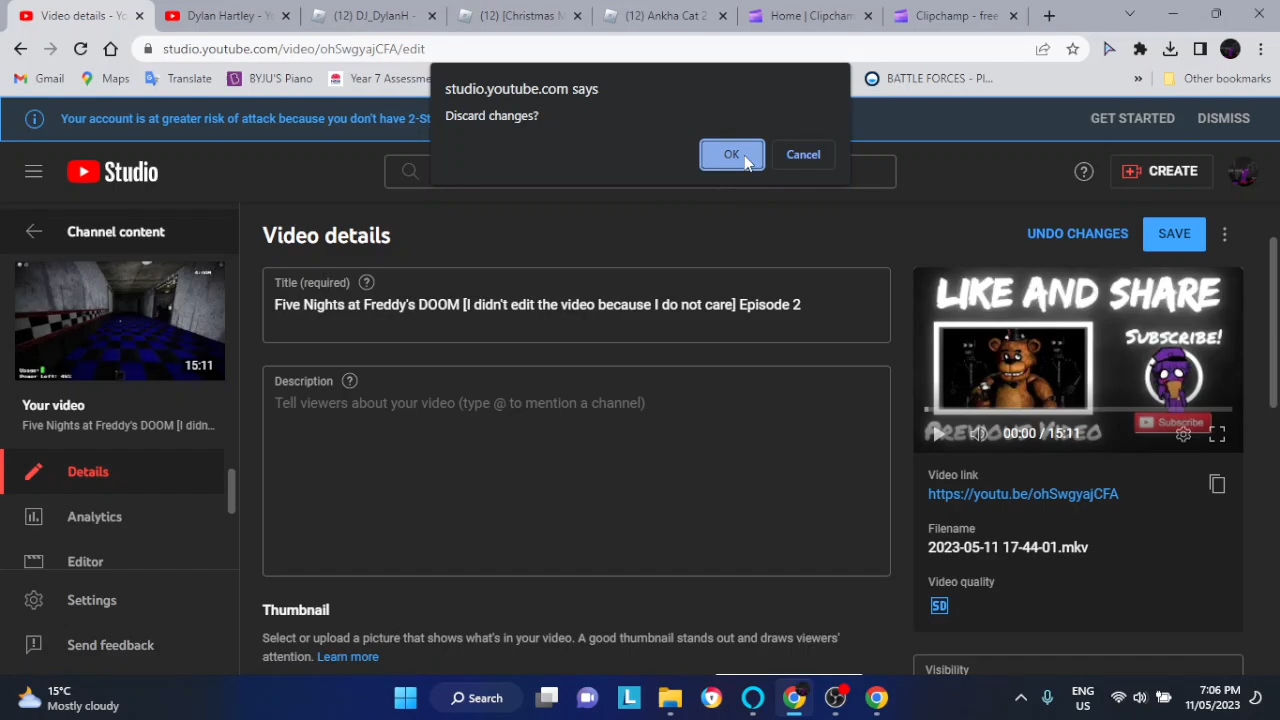 Video details - Yo
Dylan Hartley - Yo
(12) DJ_DylanH -
(12) [Christmas M
(12) Ankha Cat 2
Home | Clipcham
Clipchamp - free
studio.youtube.com/video/ohSwgyajCFA/edit
Gmail
Maps
Translate
BYJU'S Piano
Year 7 Assessme
BATTLE FORCES - Pl...
»
Other bookmarks
studio.youtube.com says
Discard changes?
OK
Cancel
Your account is at greater risk of attack because you don't have 2-St
GET STARTED
DISMISS
Studio
CREATE
Channel content
Video details
UNDO CHANGES
SAVE
15:11
Your video
Five Nights at Freddy's DOOM [I didn...
Title (required)
Five Nights at Freddy's DOOM [I didn't edit the video because I do not care] Episode 2
Description
Tell viewers about your video (type @ to mention a channel)
LIKE AND SHARE
SUBSCRIBE!
Subscribe
PREVIOUS VIDEO
00:00 / 15:11
Details
Analytics
Editor
Settings
Send feedback
Video link
https://youtu.be/ohSwgyajCFA
Filename
2023-05-11 17-44-01.mkv
Video quality
SD
Thumbnail
Select or upload a picture that shows what's in your video. A good thumbnail stands out and draws viewers'
attention. Learn more
Visibility
15°C
Mostly cloudy
Search
L
ENG
US
7:06 PM
11/05/2023